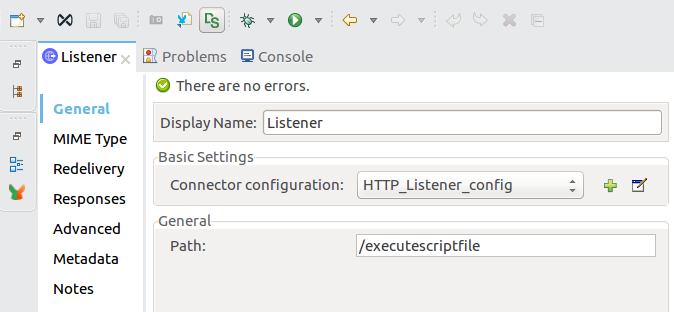 DS
Listener
Problems
Console
There are no errors.
General
MIME Type
Redelivery
Responses
Advanced
Metadata
Notes
Display Name: Listener
Basic Settings
Connector configuration: HTTP_Listener_config
General
Path: /executescriptfile